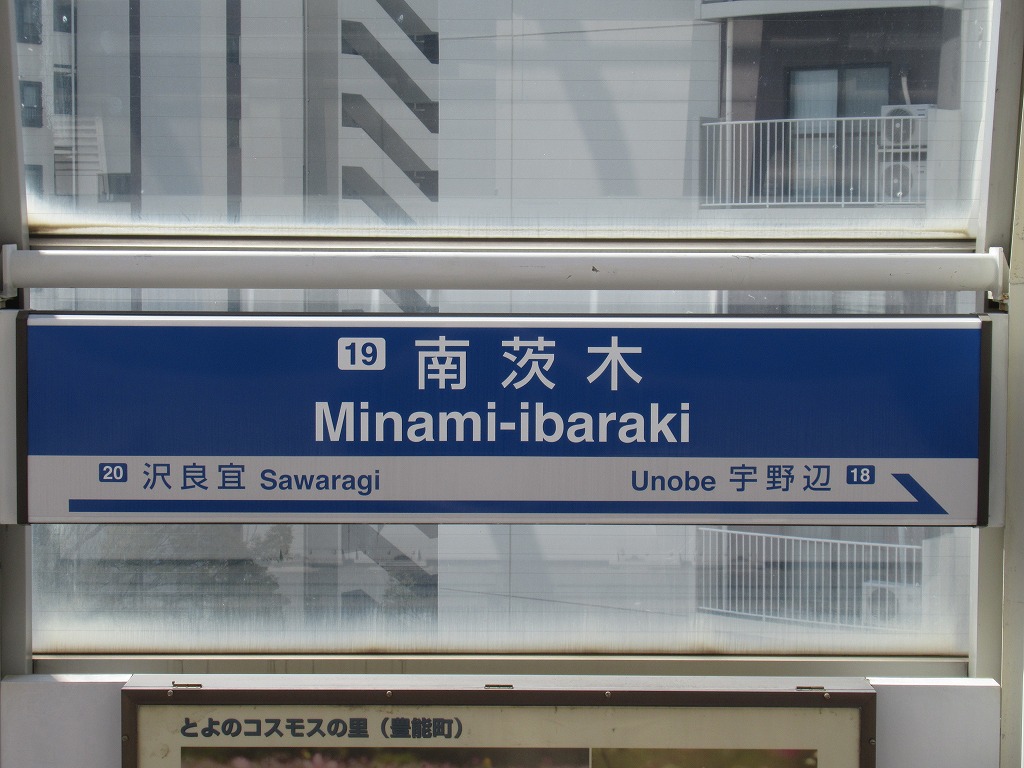 19 南茨木
Minami-ibaraki
20 沢良宜 Sawaragi Unobe 宇野辺 18
とよのコスモスの里（豊能町）